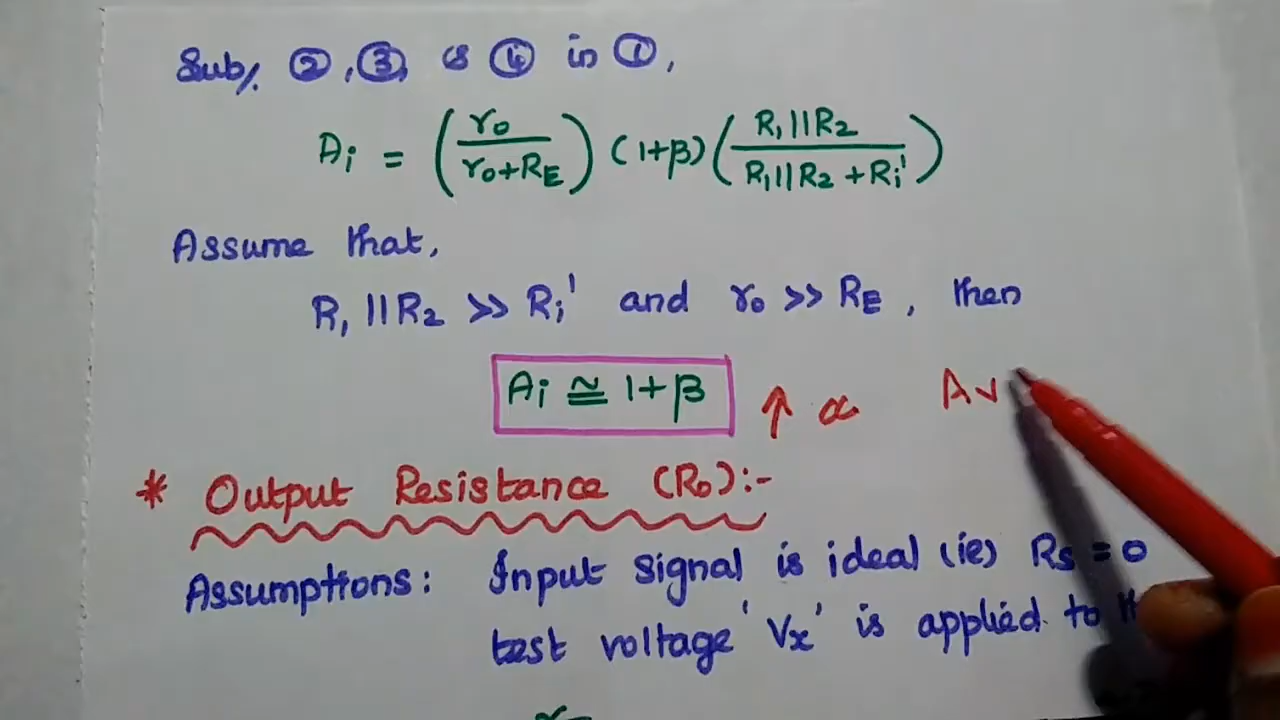 Sub/. ②, ③, & ④ in ①,
Ai = (ro / ro+RE) (1+β) (R1||R2 / R1||R2 + Ri')
Assume that,
R1||R2 >> Ri' and ro >> RE, then
Ai ≅ 1+β ↑ α Av
* Output Resistance (Ro):-
Assumptions: Input signal is ideal (ie) Rs = 0
test voltage 'Vx' is applied to